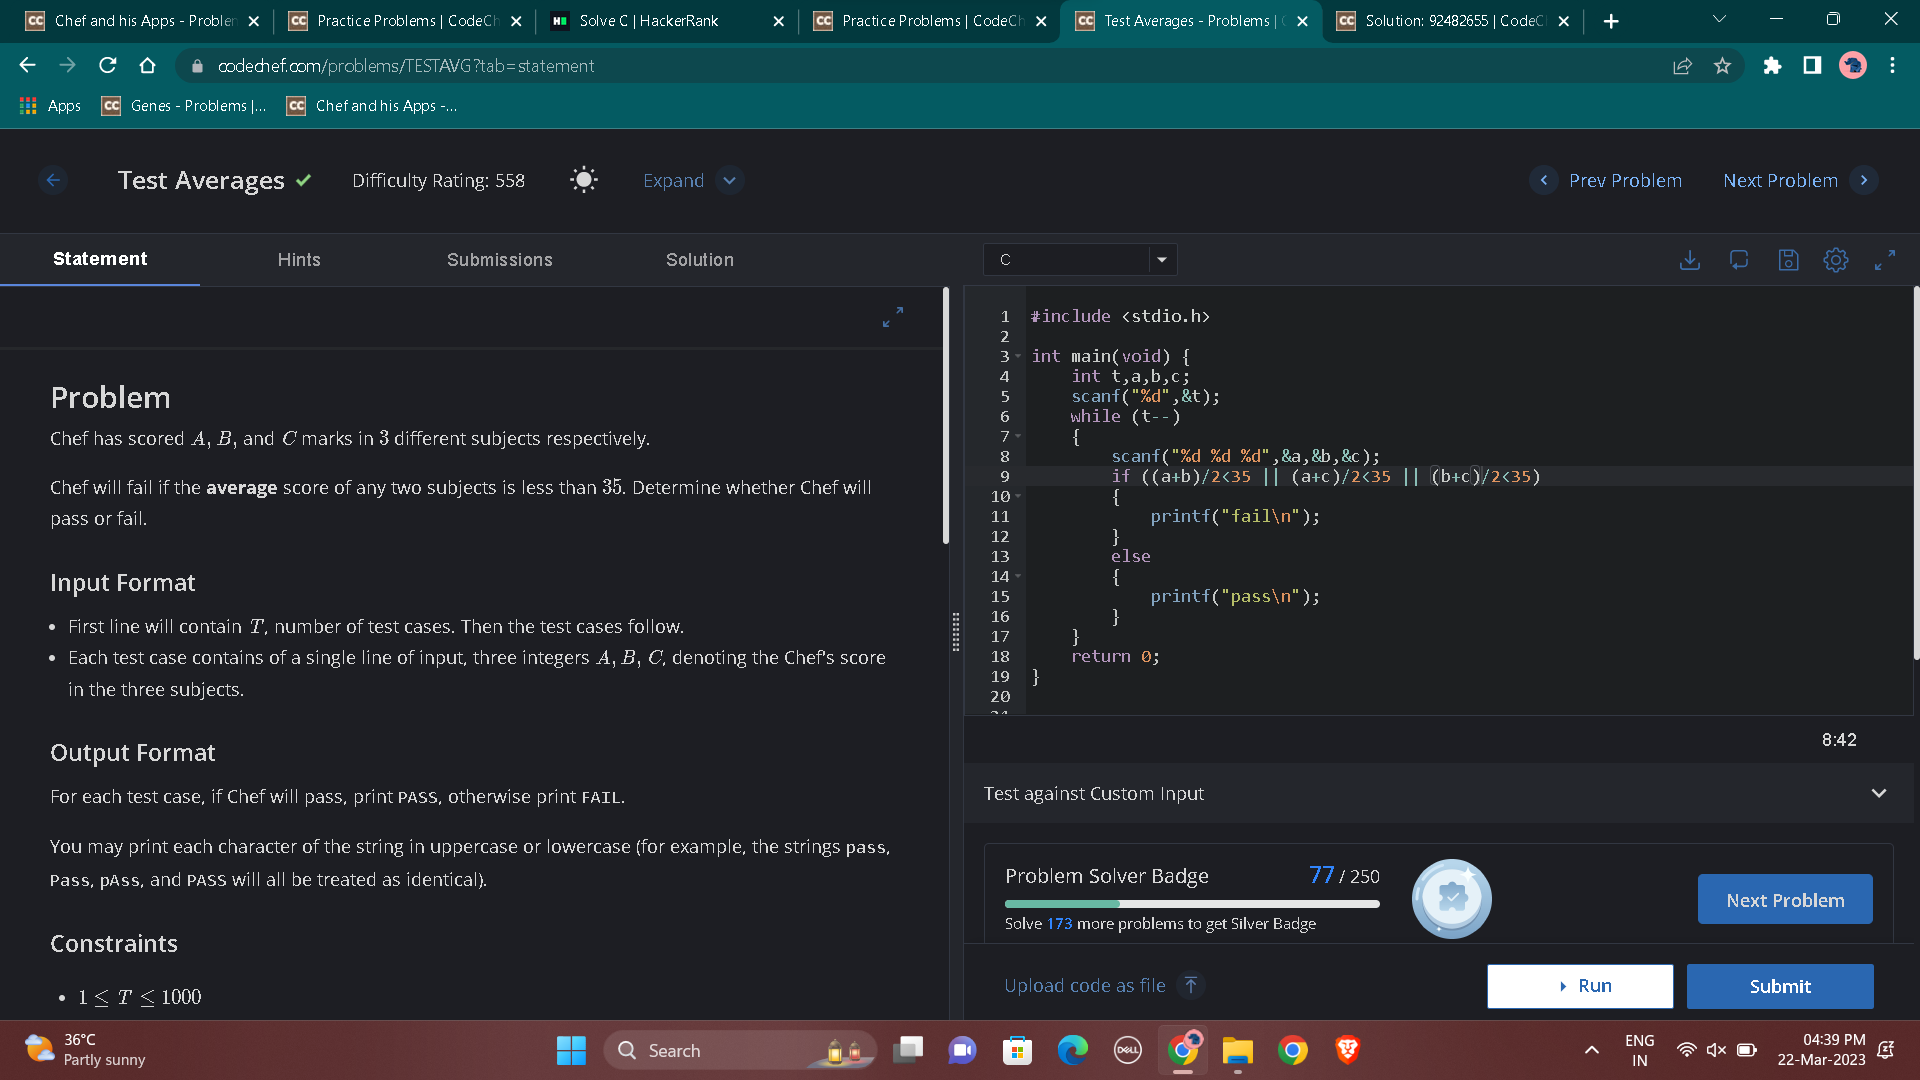 Chef and his Apps - Problem
Practice Problems | CodeCh
Solve C | HackerRank
Practice Problems | CodeCh
Test Averages - Problems |
Solution: 92482655 | CodeCh
codechef.com/problems/TESTAVG?tab=statement
Apps
Genes - Problems |...
Chef and his Apps -...
Test Averages
Difficulty Rating: 558
Expand
Prev Problem
Next Problem
Statement
Hints
Submissions
Solution
C
Problem
Chef has scored A, B, and C marks in 3 different subjects respectively.
Chef will fail if the average score of any two subjects is less than 35. Determine whether Chef will
pass or fail.
Input Format
• First line will contain T, number of test cases. Then the test cases follow.
• Each test case contains of a single line of input, three integers A, B, C, denoting the Chef's score
in the three subjects.
Output Format
For each test case, if Chef will pass, print PASS, otherwise print FAIL.
You may print each character of the string in uppercase or lowercase (for example, the strings pass,
Pass, pAss, and PASS will all be treated as identical).
Constraints
• 1 ≤ T ≤ 1000
1 #include <stdio.h>
2
3 int main(void) {
4 int t,a,b,c;
5 scanf("%d",&t);
6 while (t--)
7 {
8 scanf("%d %d %d",&a,&b,&c);
9 if ((a+b)/2<35 || (a+c)/2<35 || (b+c)/2<35)
10 {
11 printf("fail\n");
12 }
13 else
14 {
15 printf("pass\n");
16 }
17 }
18 return 0;
19 }
20
8:42
Test against Custom Input
Problem Solver Badge
77 / 250
Solve 173 more problems to get Silver Badge
Next Problem
Upload code as file
Run
Submit
36°C
Partly sunny
Search
DELL
ENG
IN
04:39 PM
22-Mar-2023